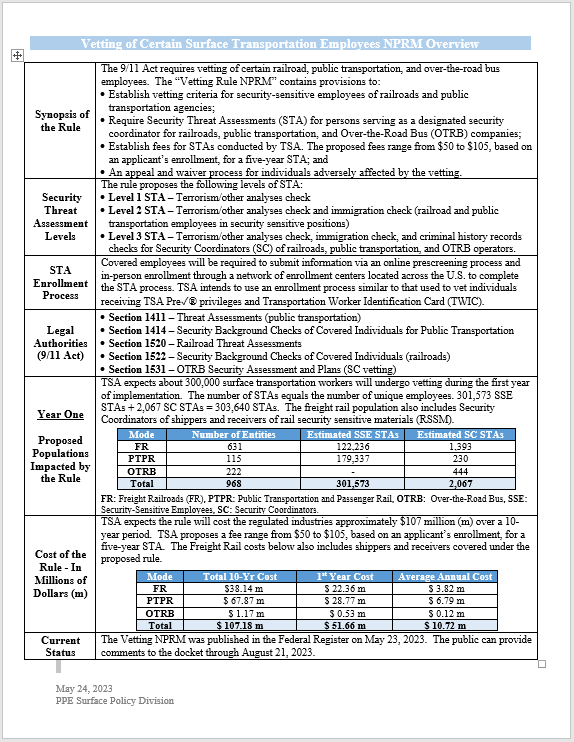 Vetting of Certain Surface Transportation Employees NPRM Overview
Synopsis of
the Rule
The 9/11 Act requires vetting of certain railroad, public transportation, and over-the-road bus
employees. The “Vetting Rule NPRM” contains provisions to:
• Establish vetting criteria for security-sensitive employees of railroads and public
transportation agencies;
• Require Security Threat Assessments (STA) for persons serving as a designated security
coordinator for railroads, public transportation, and Over-the-Road Bus (OTRB) companies;
• Establish fees for STAs conducted by TSA. The proposed fees range from $50 to $105, based on
an applicant’s enrollment, for a five-year STA; and
• An appeal and waiver process for individuals adversely affected by the vetting.
Security
Threat
Assessment
Levels
The rule proposes the following levels of STA:
• Level 1 STA – Terrorism/other analyses check
• Level 2 STA – Terrorism/other analyses check and immigration check (railroad and public
transportation employees in security sensitive positions)
• Level 3 STA – Terrorism/other analyses check, immigration check, and criminal history records
checks for Security Coordinators (SC) of railroads, public transportation, and OTRB operators.
STA
Enrollment
Process
Covered employees will be required to submit information via an online prescreening process and
in-person enrollment through a network of enrollment centers located across the U.S. to complete
the STA process. TSA intends to use an enrollment process similar to that used to vet individuals
receiving TSA Pre✓® privileges and Transportation Worker Identification Card (TWIC).
Legal
Authorities
(9/11 Act)
• Section 1411 – Threat Assessments (public transportation)
• Section 1414 – Security Background Checks of Covered Individuals for Public Transportation
• Section 1520 – Railroad Threat Assessments
• Section 1522 – Security Background Checks of Covered Individuals (railroads)
• Section 1531 – OTRB Security Assessment and Plans (SC vetting)
Year One
Proposed
Populations
Impacted by
the Rule
TSA expects about 300,000 surface transportation workers will undergo vetting during the first year
of implementation. The number of STAs equals the number of unique employees. 301,573 SSE
STAs + 2,067 SC STAs = 303,640 STAs. The freight rail population also includes Security
Coordinators of shippers and receivers of rail security sensitive materials (RSSM).
Mode Number of Entities Estimated SSE STAs Estimated SC STAs
FR 631 122,236 1,393
PTPR 115 179,337 230
OTRB 222 - 444
Total 968 301,573 2,067
FR: Freight Railroads (FR), PTPR: Public Transportation and Passenger Rail, OTRB: Over-the-Road Bus, SSE:
Security-Sensitive Employees, SC: Security Coordinators.
Cost of the
Rule - In
Millions of
Dollars (m)
TSA expects the rule will cost the regulated industries approximately $107 million (m) over a 10-
year period. TSA proposes a fee range from $50 to $105, based on an applicant’s enrollment, for a
five-year STA. The Freight Rail costs below also includes shippers and receivers covered under the
proposed rule.
Mode Total 10-Yr Cost 1st Year Cost Average Annual Cost
FR $38.14 m $ 22.36 m $ 3.82 m
PTPR $ 67.87 m $ 28.77 m $ 6.79 m
OTRB $ 1.17 m $ 0.53 m $ 0.12 m
Total $ 107.18 m $ 51.66 m $ 10.72 m
Current
Status
The Vetting NPRM was published in the Federal Register on May 23, 2023. The public can provide
comments to the docket through August 21, 2023.
May 24, 2023
PPE Surface Policy Division